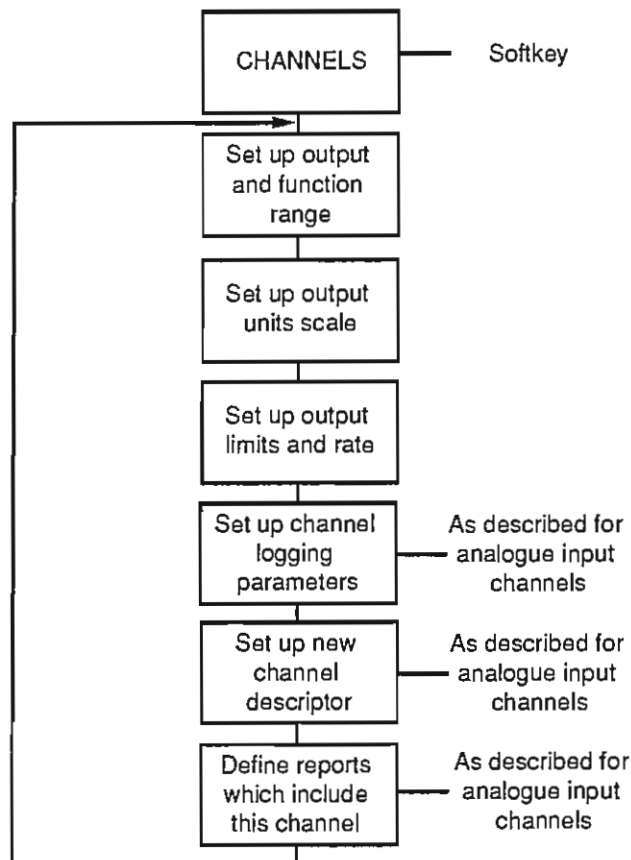 CHANNELS
Softkey
Set up output
and function
range
Set up output
units scale
Set up output
limits and rate
Set up channel
logging
parameters
As described for
analogue input
channels
Set up new
channel
descriptor
As described for
analogue input
channels
Define reports
which include
this channel
As described for
analogue input
channels